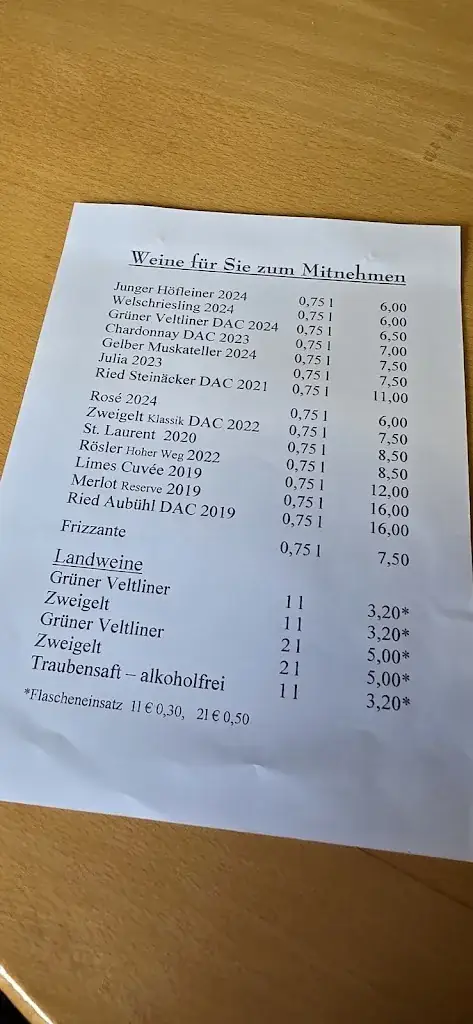 Weine für Sie zum Mitnehmen
Junger Höfleiner 2024 0,75 l 6,00
Welschriesling 2024 0,75 l 6,00
Grüner Veltliner DAC 2024 0,75 l 6,50
Chardonnay DAC 2023 0,75 l 7,00
Gelber Muskateller 2024 0,75 l 7,50
Julia 2023 0,75 l 7,50
Ried Steinäcker DAC 2021 0,75 l 11,00
Rosé 2024 0,75 l 6,00
Zweigelt Klassik DAC 2022 0,75 l 7,50
St. Laurent 2020 0,75 l 8,50
Rösler Hoher Weg 2022 0,75 l 8,50
Limes Cuvée 2019 0,75 l 12,00
Merlot Reserve 2019 0,75 l 16,00
Ried Aubühl DAC 2019 0,75 l 16,00
Frizzante 0,75 l 7,50
Landweine
Grüner Veltliner 1 l 3,20*
Zweigelt 1 l 3,20*
Grüner Veltliner 2 l 5,00*
Zweigelt 2 l 5,00*
Traubensaft – alkoholfrei 1 l 3,20*
*Flascheneinsatz 1l € 0,30, 2l € 0,50